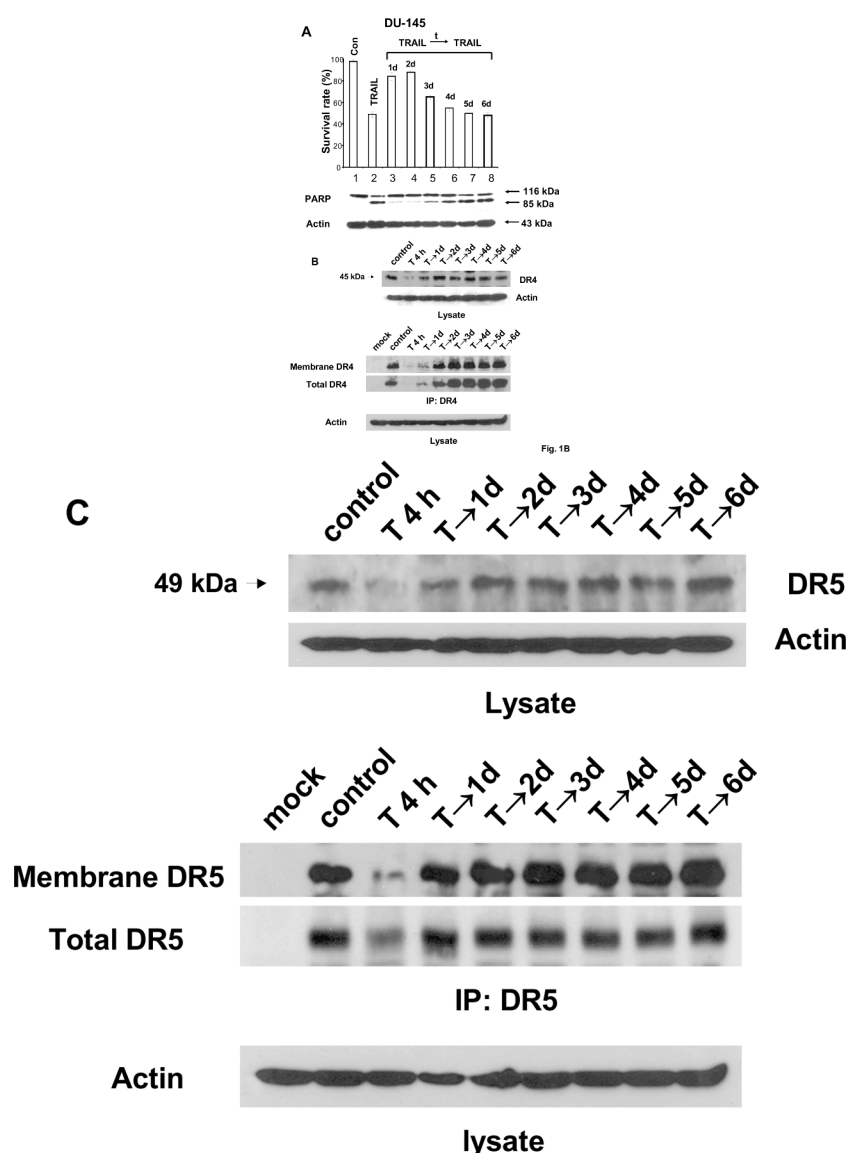 DU-145
A
TRAIL t → TRAIL
Con
TRAIL
1d
2d
3d
4d
5d
6d
Survival rate (%)
100
80
60
40
20
0
1 2 3 4 5 6 7 8
PARP
← 116 kDa
← 85 kDa
Actin
← 43 kDa
B
control T 4 h T→1d T→2d T→3d T→4d T→5d T→6d
45 kDa
DR4
Actin
Lysate
mock control T 4 h T→1d T→2d T→3d T→4d T→5d T→6d
Membrane DR4
Total DR4
IP: DR4
Actin
Lysate
Fig. 1B
C
control T 4 h T→1d T→2d T→3d T→4d T→5d T→6d
49 kDa →
DR5
Actin
Lysate
mock control T 4 h T→1d T→2d T→3d T→4d T→5d T→6d
Membrane DR5
Total DR5
IP: DR5
Actin
lysate